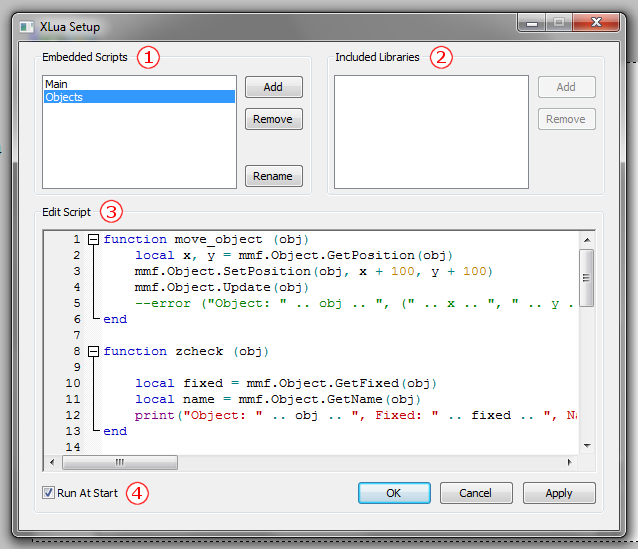 XLua Setup
Embedded Scripts 1
Included Libraries 2
Main
Objects
Add
Remove
Rename
Add
Remove
Edit Script 3
1 function move_object (obj)
2 local x, y = mmf.Object.GetPosition(obj)
3 mmf.Object.SetPosition(obj, x + 100, y + 100)
4 mmf.Object.Update(obj)
5 --error ("Object: " .. obj .. ", (" .. x .. ", " .. y .
6 end
7
8 function zcheck (obj)
9
10 local fixed = mmf.Object.GetFixed(obj)
11 local name = mmf.Object.GetName(obj)
12 print("Object: " .. obj .. ", Fixed: " .. fixed .. ", Na
13 end
14
Run At Start 4
OK
Cancel
Apply